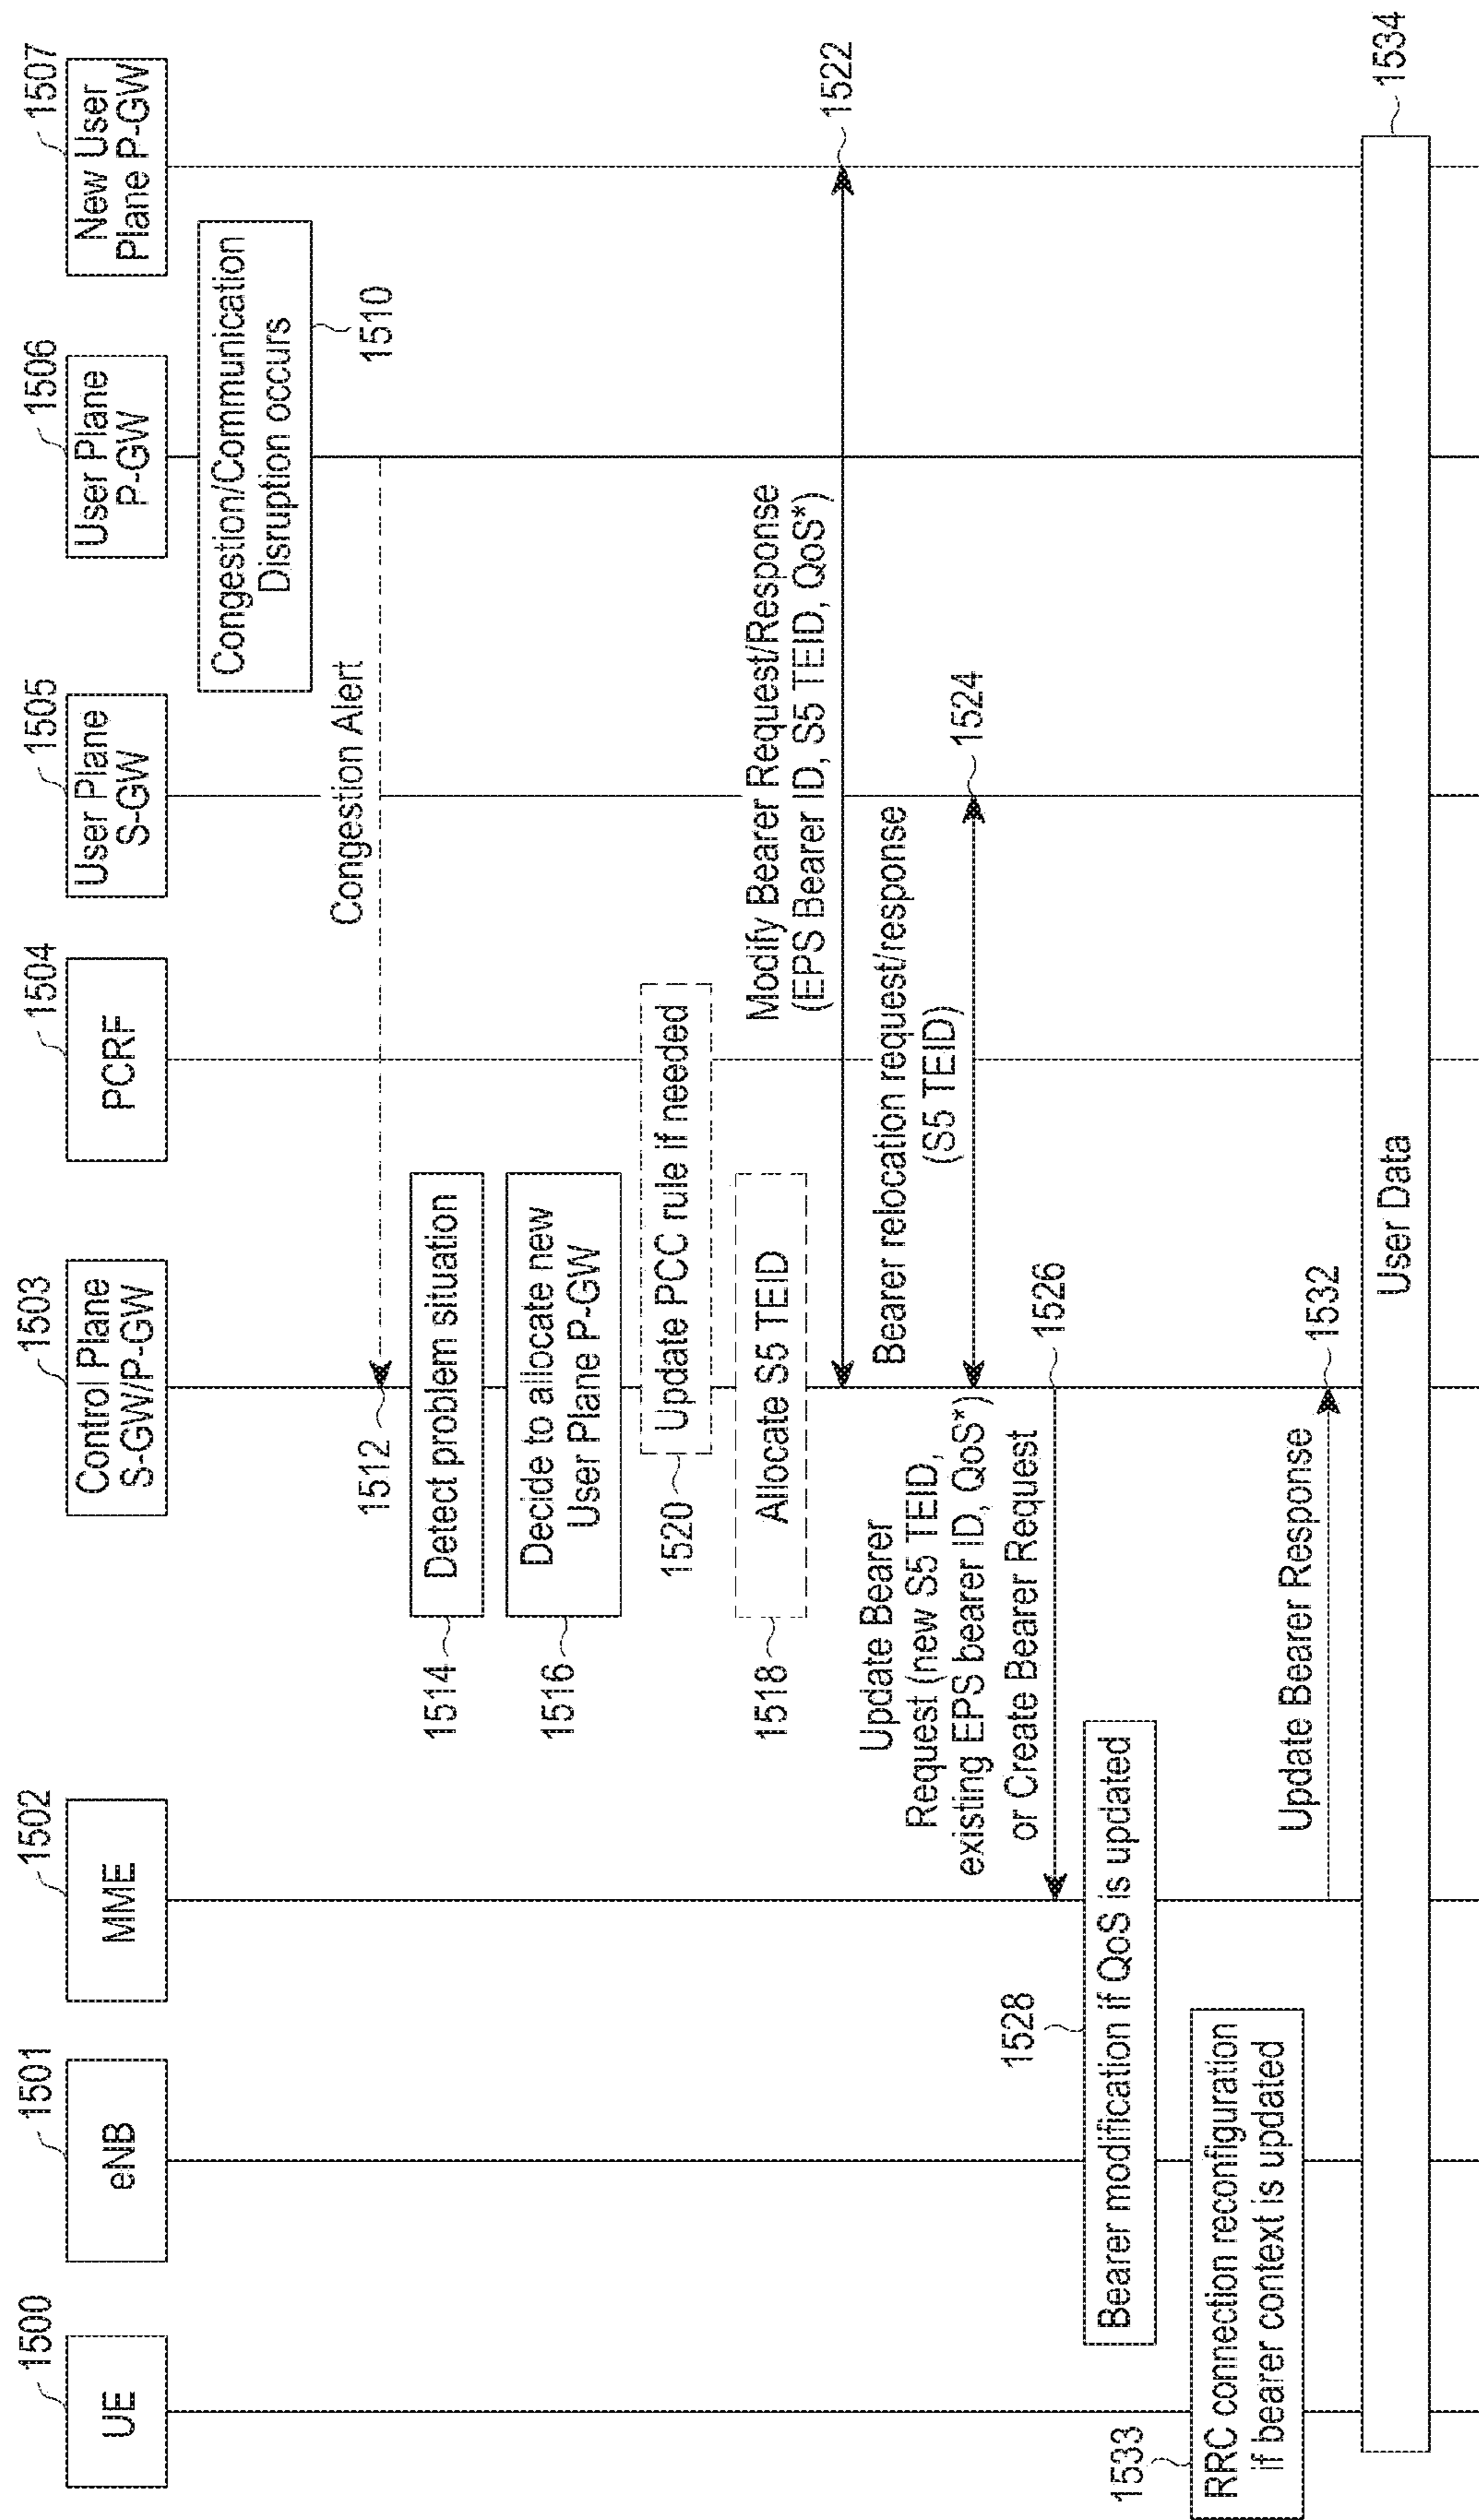 1500
UE
1501
eNB
1502
MME
1503
Control Plane
S-GW/P-GW
1504
PCRF
1505
User Plane
S-GW
1506
User Plane
P-GW
1507
New User
Plane P-GW
Congestion/Communication
Disruption occurs
1510
Congestion Alert
1512
1514
Detect problem situation
1516
Decide to allocate new
User Plane P-GW
1520
Update PCC rule if needed
1518
Allocate S5 TEID
Modify Bearer Request/Response
(EPS Bearer ID, S5 TEID, QoS*)
1522
Bearer relocation request/response
(S5 TEID)
1524
Update Bearer
Request (new S5 TEID,
existing EPS bearer ID, QoS*)
or Create Bearer Request
1526
1528
Bearer modification if QoS is updated
1533
RRC connection reconfiguration
if bearer context is updated
Update Bearer Response
1532
User Data
1534